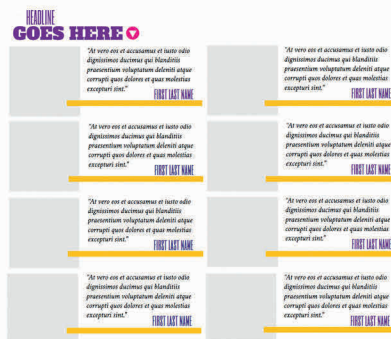 HEADLINE
GOES HERE
"At vero eos et accusamus et iusto odio
dignissimos ducimus qui blanditiis
praesentium voluptatum deleniti atque
corrupti quos dolores et quas molestias
excepturi sint."
FIRST LAST NAME
"At vero eos et accusamus et iusto odio
dignissimos ducimus qui blanditiis
praesentium voluptatum deleniti atque
corrupti quos dolores et quas molestias
excepturi sint."
FIRST LAST NAME
"At vero eos et accusamus et iusto odio
dignissimos ducimus qui blanditiis
praesentium voluptatum deleniti atque
corrupti quos dolores et quas molestias
excepturi sint."
FIRST LAST NAME
"At vero eos et accusamus et iusto odio
dignissimos ducimus qui blanditiis
praesentium voluptatum deleniti atque
corrupti quos dolores et quas molestias
excepturi sint."
FIRST LAST NAME
"At vero eos et accusamus et iusto odio
dignissimos ducimus qui blanditiis
praesentium voluptatum deleniti atque
corrupti quos dolores et quas molestias
excepturi sint."
FIRST LAST NAME
"At vero eos et accusamus et iusto odio
dignissimos ducimus qui blanditiis
praesentium voluptatum deleniti atque
corrupti quos dolores et quas molestias
excepturi sint."
FIRST LAST NAME
"At vero eos et accusamus et iusto odio
dignissimos ducimus qui blanditiis
praesentium voluptatum deleniti atque
corrupti quos dolores et quas molestias
excepturi sint."
FIRST LAST NAME
"At vero eos et accusamus et iusto odio
dignissimos ducimus qui blanditiis
praesentium voluptatum deleniti atque
corrupti quos dolores et quas molestias
excepturi sint."
FIRST LAST NAME